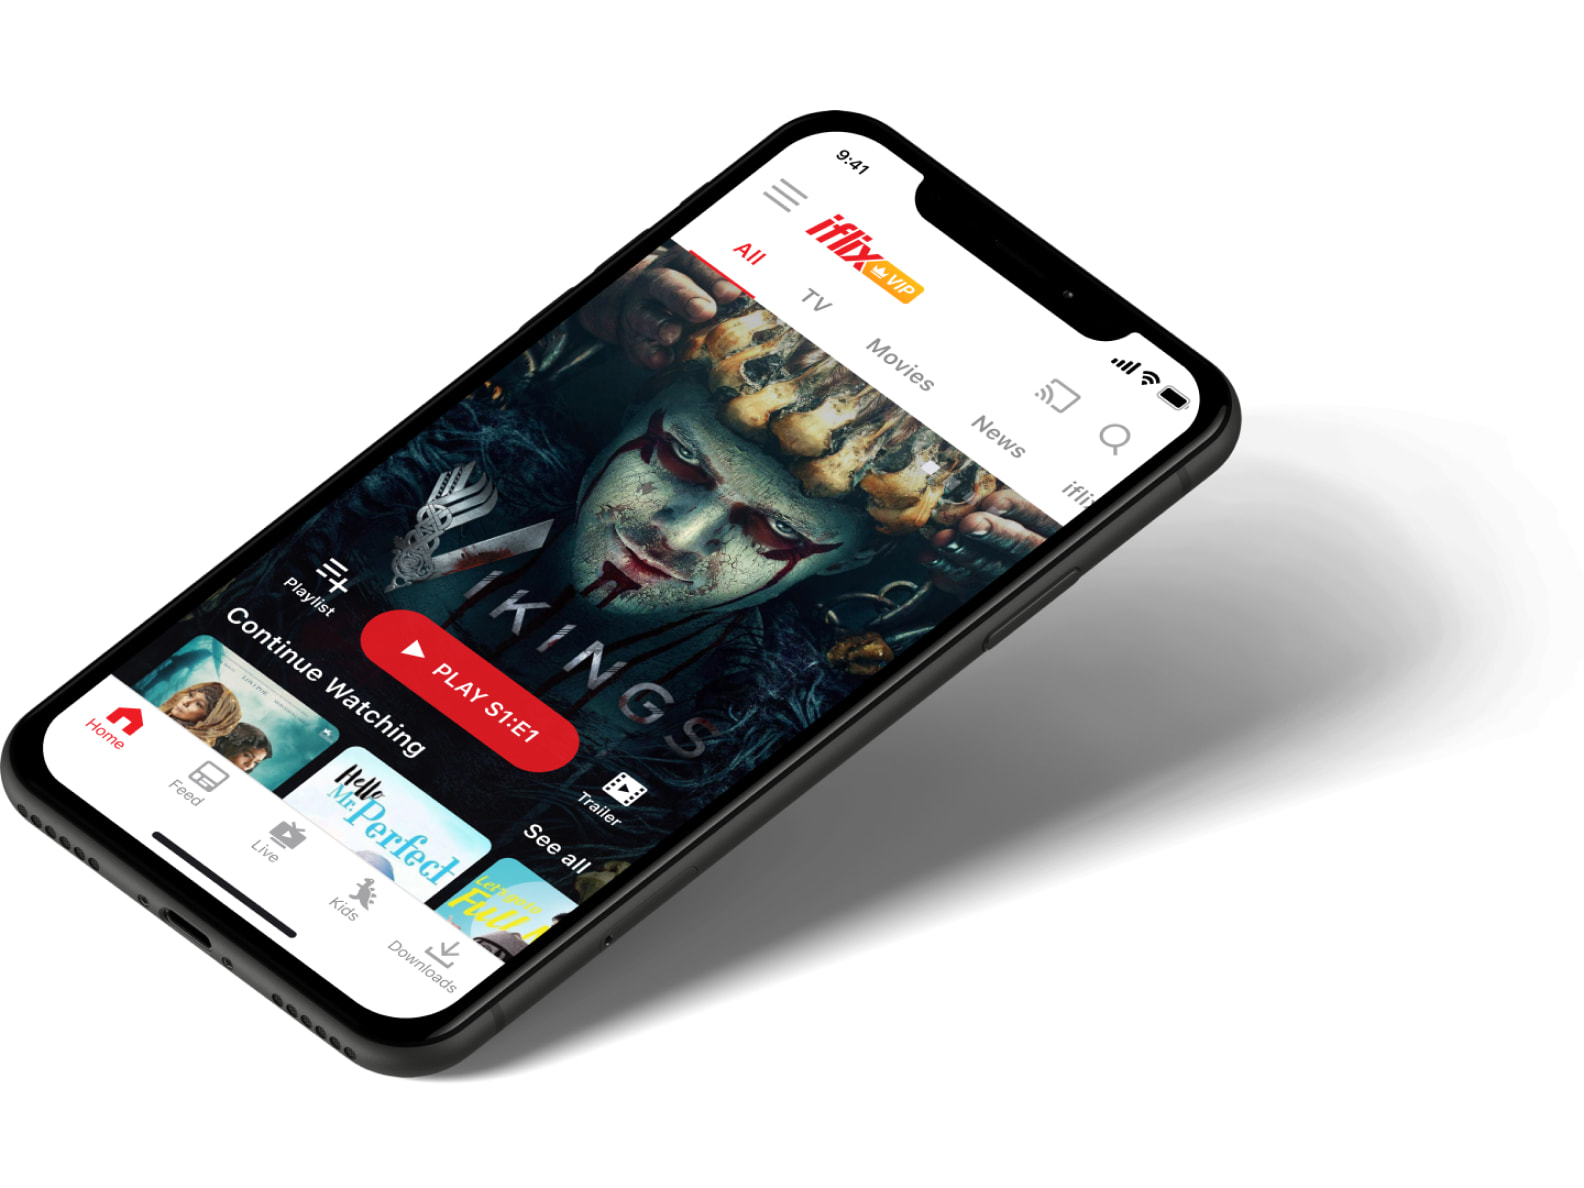 9:41
iflix
VIP
All
TV
Movies
News
iflix
VIKINGS
Playlist
PLAY S1:E1
Trailer
Continue Watching
See all
Hello
Mr. Perfect
Let's go to
Full
Home
Feed
Live
Kids
Downloads